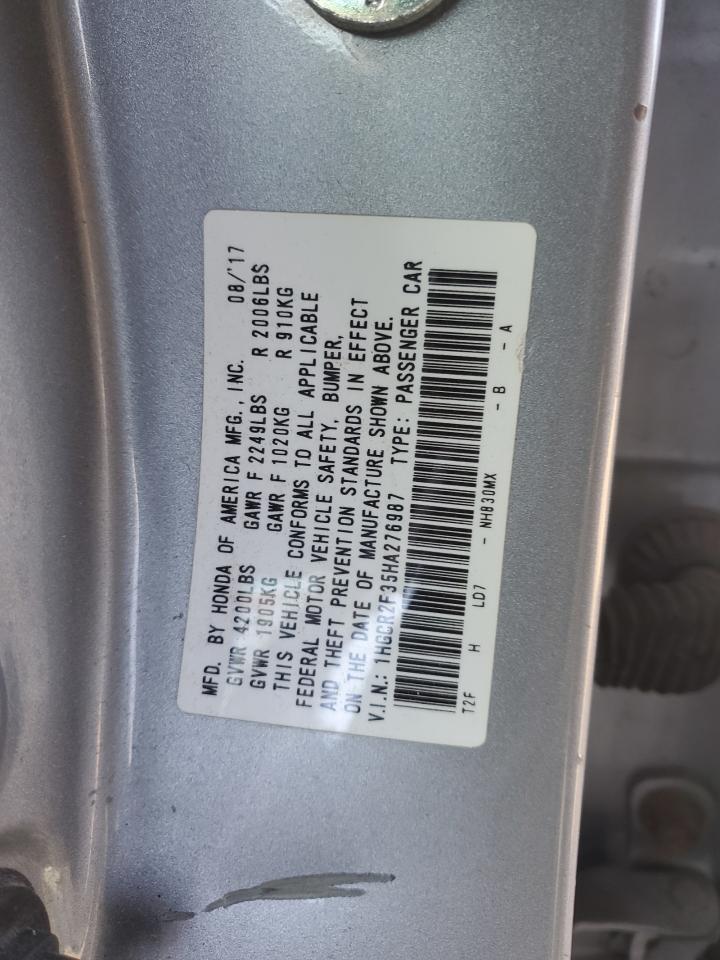 MFD. BY HONDA OF AMERICA MFG., INC. 08/'17
GVWR 4200LBS GAWR F 2249LBS R 2006LBS
GVWR 1905KG GAWR F 1020KG R 910KG
THIS VEHICLE CONFORMS TO ALL APPLICABLE
FEDERAL MOTOR VEHICLE SAFETY, BUMPER,
AND THEFT PREVENTION STANDARDS IN EFFECT
ON THE DATE OF MANUFACTURE SHOWN ABOVE.
V.I.N.: 1HGCR2F35HA276987 TYPE: PASSENGER CAR
T2F H LD7 - NH830MX - B - A